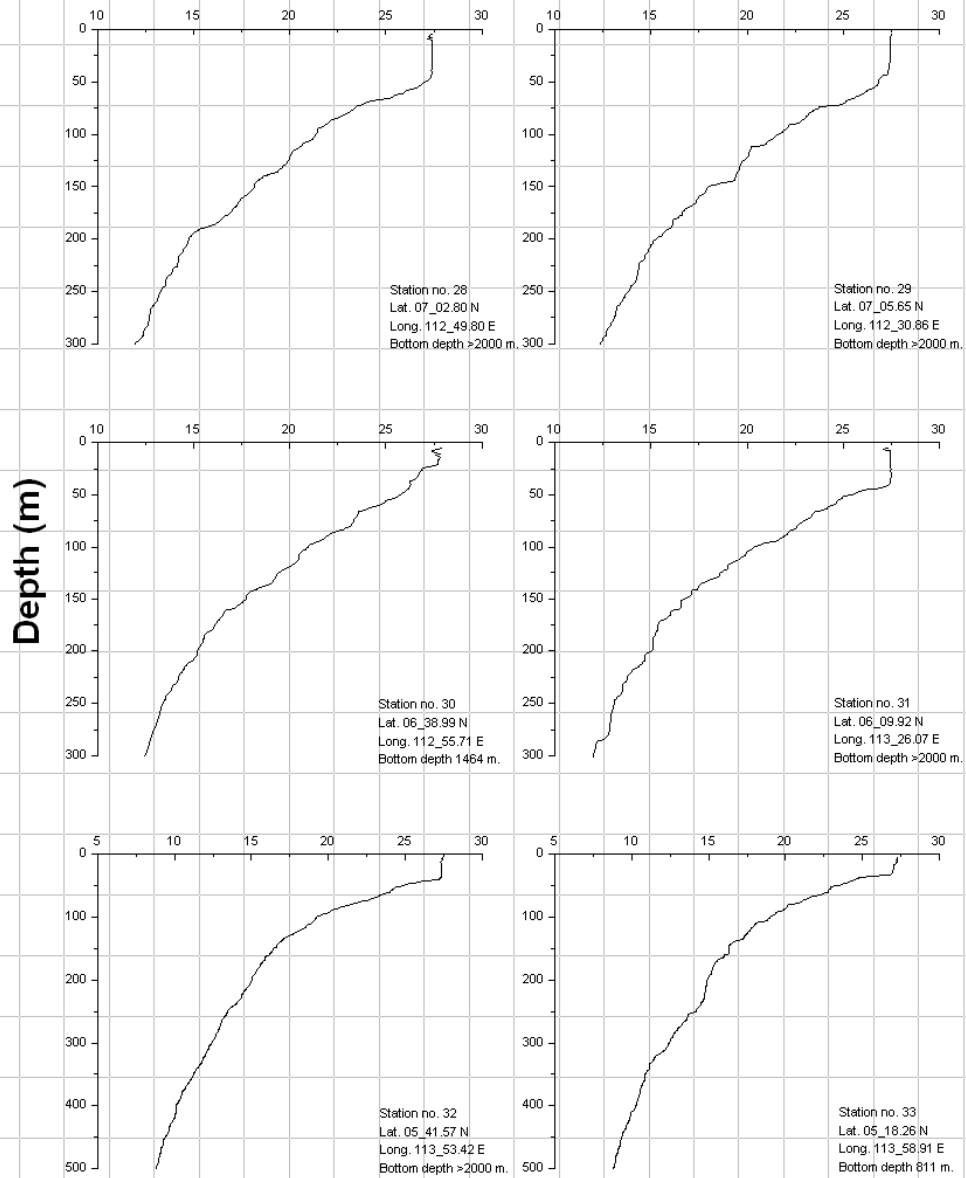 10 15 20 25 30
0
50
100
150
200
250
300
Station no. 28
Lat. 07_02.80 N
Long. 112_49.80 E
Bottom depth >2000 m.
10 15 20 25 30
0
50
100
150
200
250
300
Station no. 29
Lat. 07_05.65 N
Long. 112_30.86 E
Bottom depth >2000 m.
Depth (m)
10 15 20 25 30
0
50
100
150
200
250
300
Station no. 30
Lat. 06_38.99 N
Long. 112_55.71 E
Bottom depth 1464 m.
10 15 20 25 30
0
50
100
150
200
250
300
Station no. 31
Lat. 06_09.92 N
Long. 113_26.07 E
Bottom depth >2000 m.
5 10 15 20 25 30
0
100
200
300
400
500
Station no. 32
Lat. 05_41.57 N
Long. 113_53.42 E
Bottom depth >2000 m.
5 10 15 20 25 30
0
100
200
300
400
500
Station no. 33
Lat. 05_18.26 N
Long. 113_58.91 E
Bottom depth 811 m.